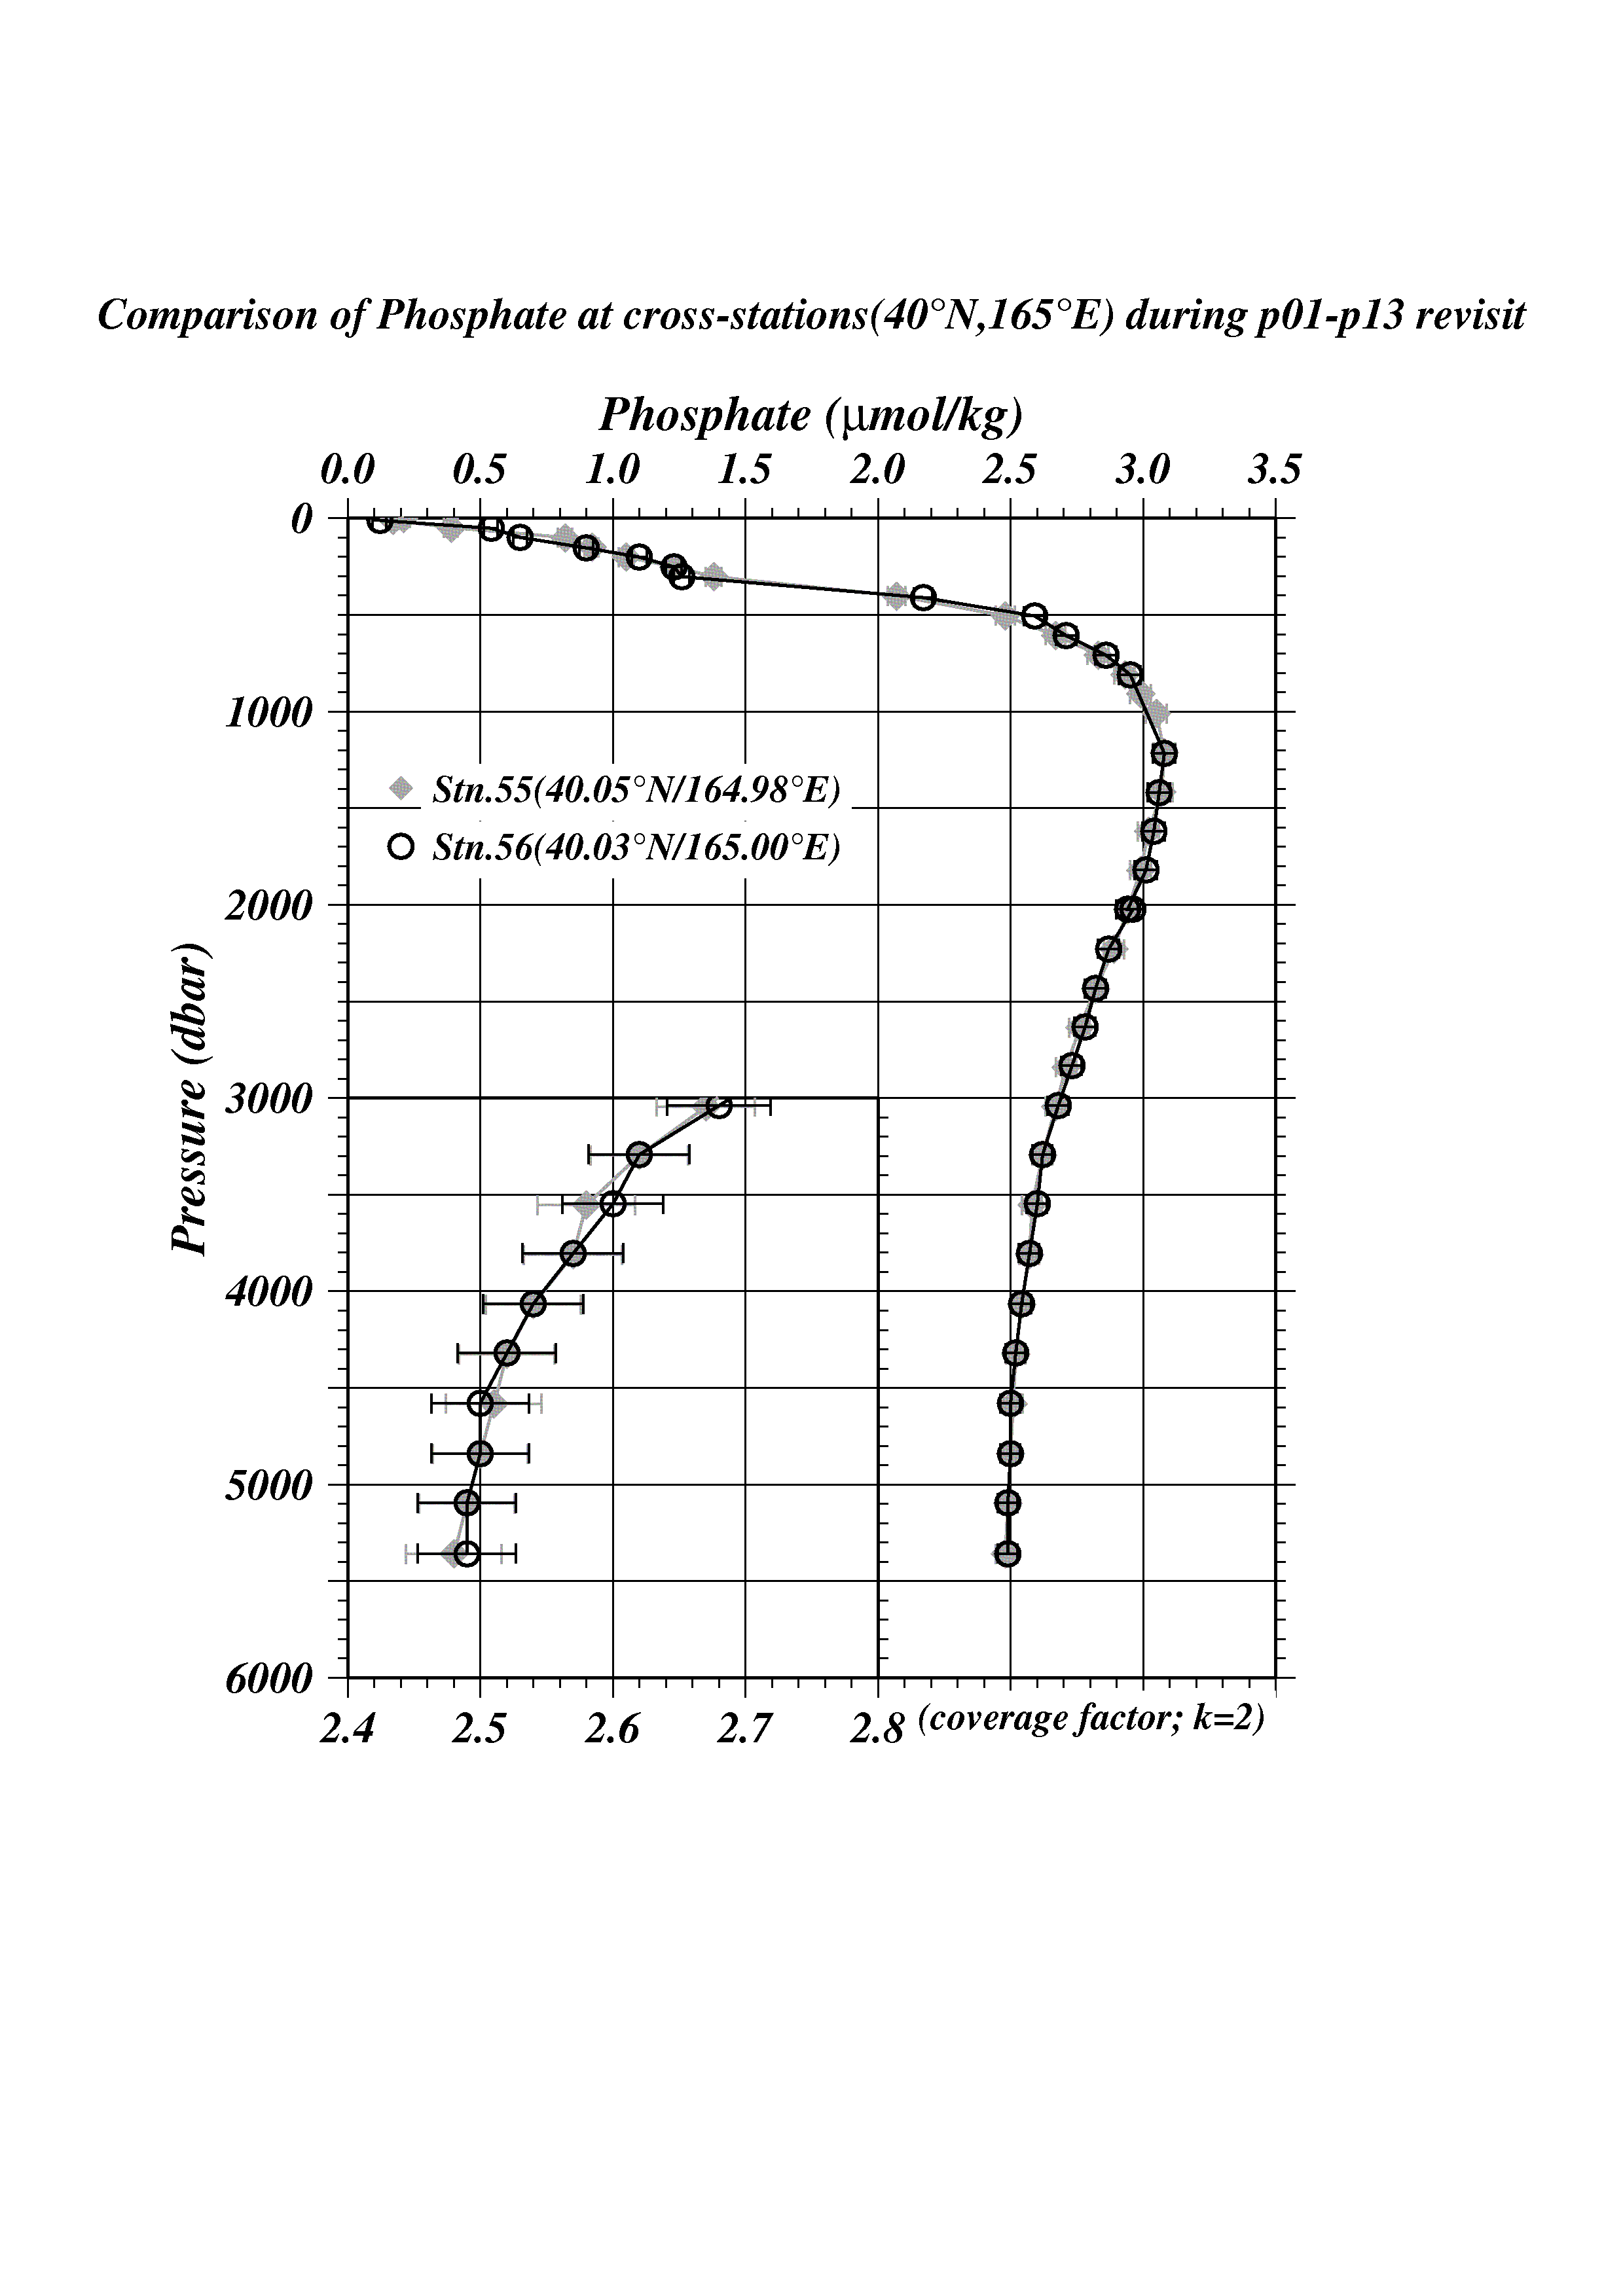 Comparison of Phosphate at cross-stations(40°N,165°E) during p01-p13 revisit
Phosphate (μmol/kg)
0.0 0.5 1.0 1.5 2.0 2.5 3.0 3.5
0
1000
Stn.55(40.05°N/164.98°E)
Stn.56(40.03°N/165.00°E)
2000
Pressure (dbar)
3000
4000
5000
6000
2.4 2.5 2.6 2.7 2.8 (coverage factor; k=2)